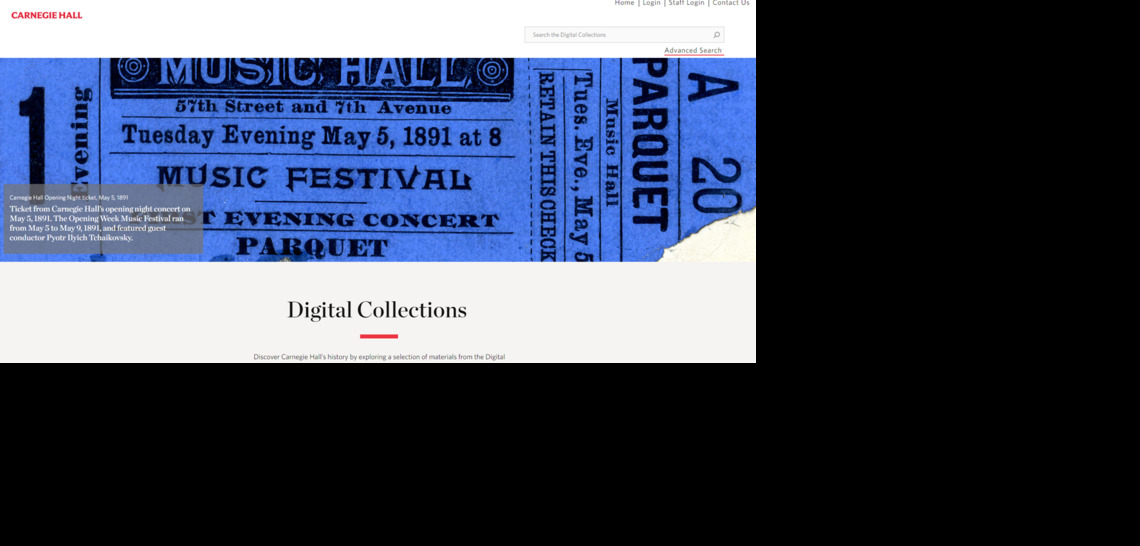 Home | Login | Staff Login | Contact Us
CARNEGIE HALL
Search the Digital Collections
Advanced Search
MUSIC HALL
57th Street and 7th Avenue
Tuesday Evening May 5, 1891 at 8
MUSIC FESTIVAL
EVENING CONCERT
PARQUET
1
Evening
RETAIN THIS CHECK
Tues. Eve., May 5
Music Hall
PARQUET
A 20
Carnegie Hall Opening Night ticket, May 5, 1891
Ticket from Carnegie Hall's opening night concert on
May 5, 1891. The Opening Week Music Festival ran
from May 5 to May 9, 1891, and featured guest
conductor Pyotr Ilyich Tchaikovsky.
Digital Collections
Discover Carnegie Hall's history by exploring a selection of materials from the Digital